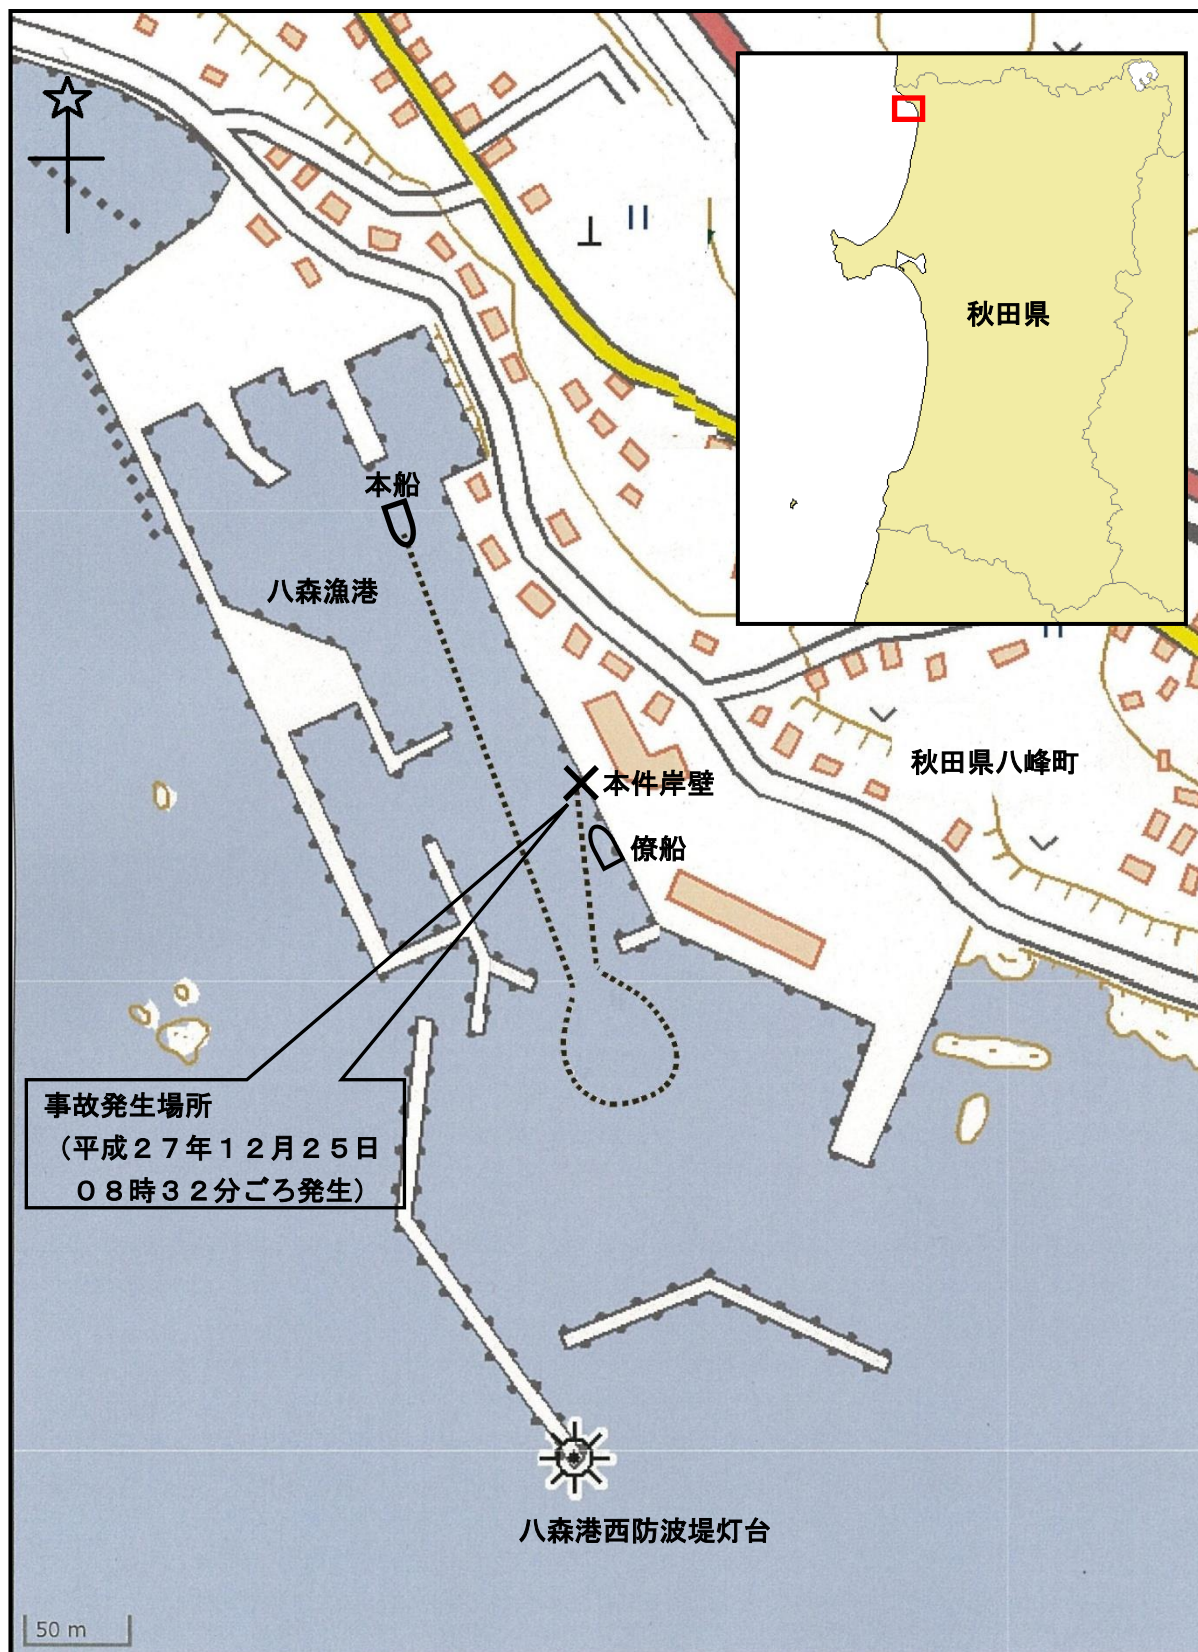 秋田県
本船
八森漁港
秋田県八峰町
本件岸壁
僚船
事故発生場所
（平成２７年１２月２５日
０８時３２分ごろ発生）
八森港西防波堤灯台
50 m